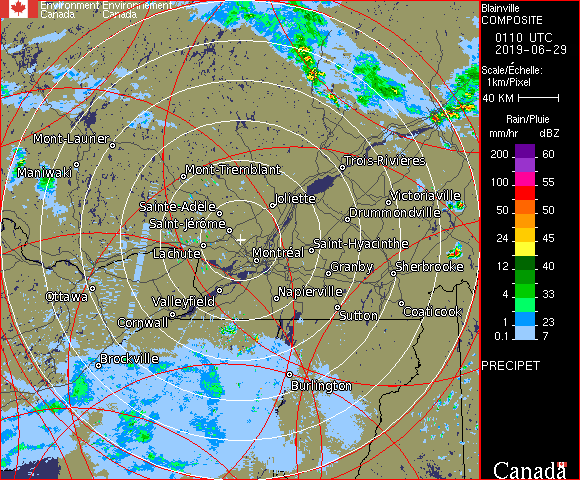 Environment Environnement
Canada Canada
Blainville
COMPOSITE
0110 UTC
2019-06-29
Scale/Échelle:
1km/Pixel
40 KM
Rain/Pluie
mm/hr dBZ
200 60
100 55
50 50
24 45
12 40
4 33
1 23
0.1 7
PRECIPET
Canada
Mont-Laurier
Maniwaki
Mont-Tremblant
Trois-Rivières
Sainte-Adele
Joliette
Victoriaville
Drummondville
Saint-Jérôme
Lachute
Montréal
Saint-Hyacinthe
Granby
Sherbrooke
Ottawa
Valleyfield
Napierville
Cornwall
Sutton
Coaticook
Brockville
Burlington